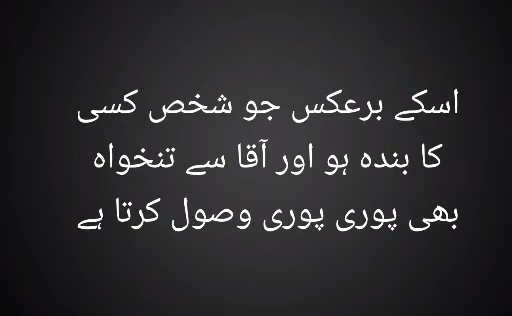 اسکے برعکس جو شخص کسی
کا بندہ ہو اور آقا سے تنخواہ
بھی پوری پوری وصول کرتا ہے